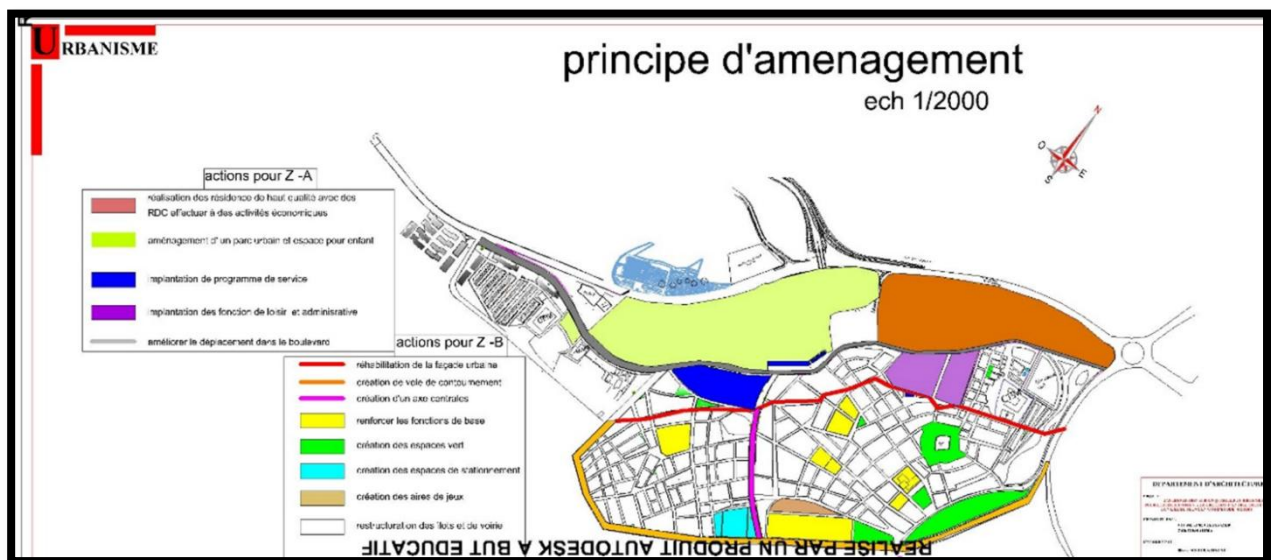 URBANISME
principe d'amenagement
ech 1/2000
N
O
S
E
actions pour Z -A
réalisation des résidence de haut qualité avec des
RDC effectuer à des activités économiques
aménagement d'un parc urbain et espace pour enfant
implantation de programme de service
implantation des fonction de loisir et adminisrative
améliorer le déplacement dans le boulevard
actions pour Z -B
réhabilitation de la façade urbaine
création de voie de contournement
création d'un axe centrales
renforcer les fonctions de base
création des espaces vert
creation des espaces de stationnement
création des aires de jeux
restructuration des îlots et de voirie
REALISE PAR UN PRODUIT AUTODESK A BUT EDUCATIF
DEPARTEMENT D'ARCHITECTURE